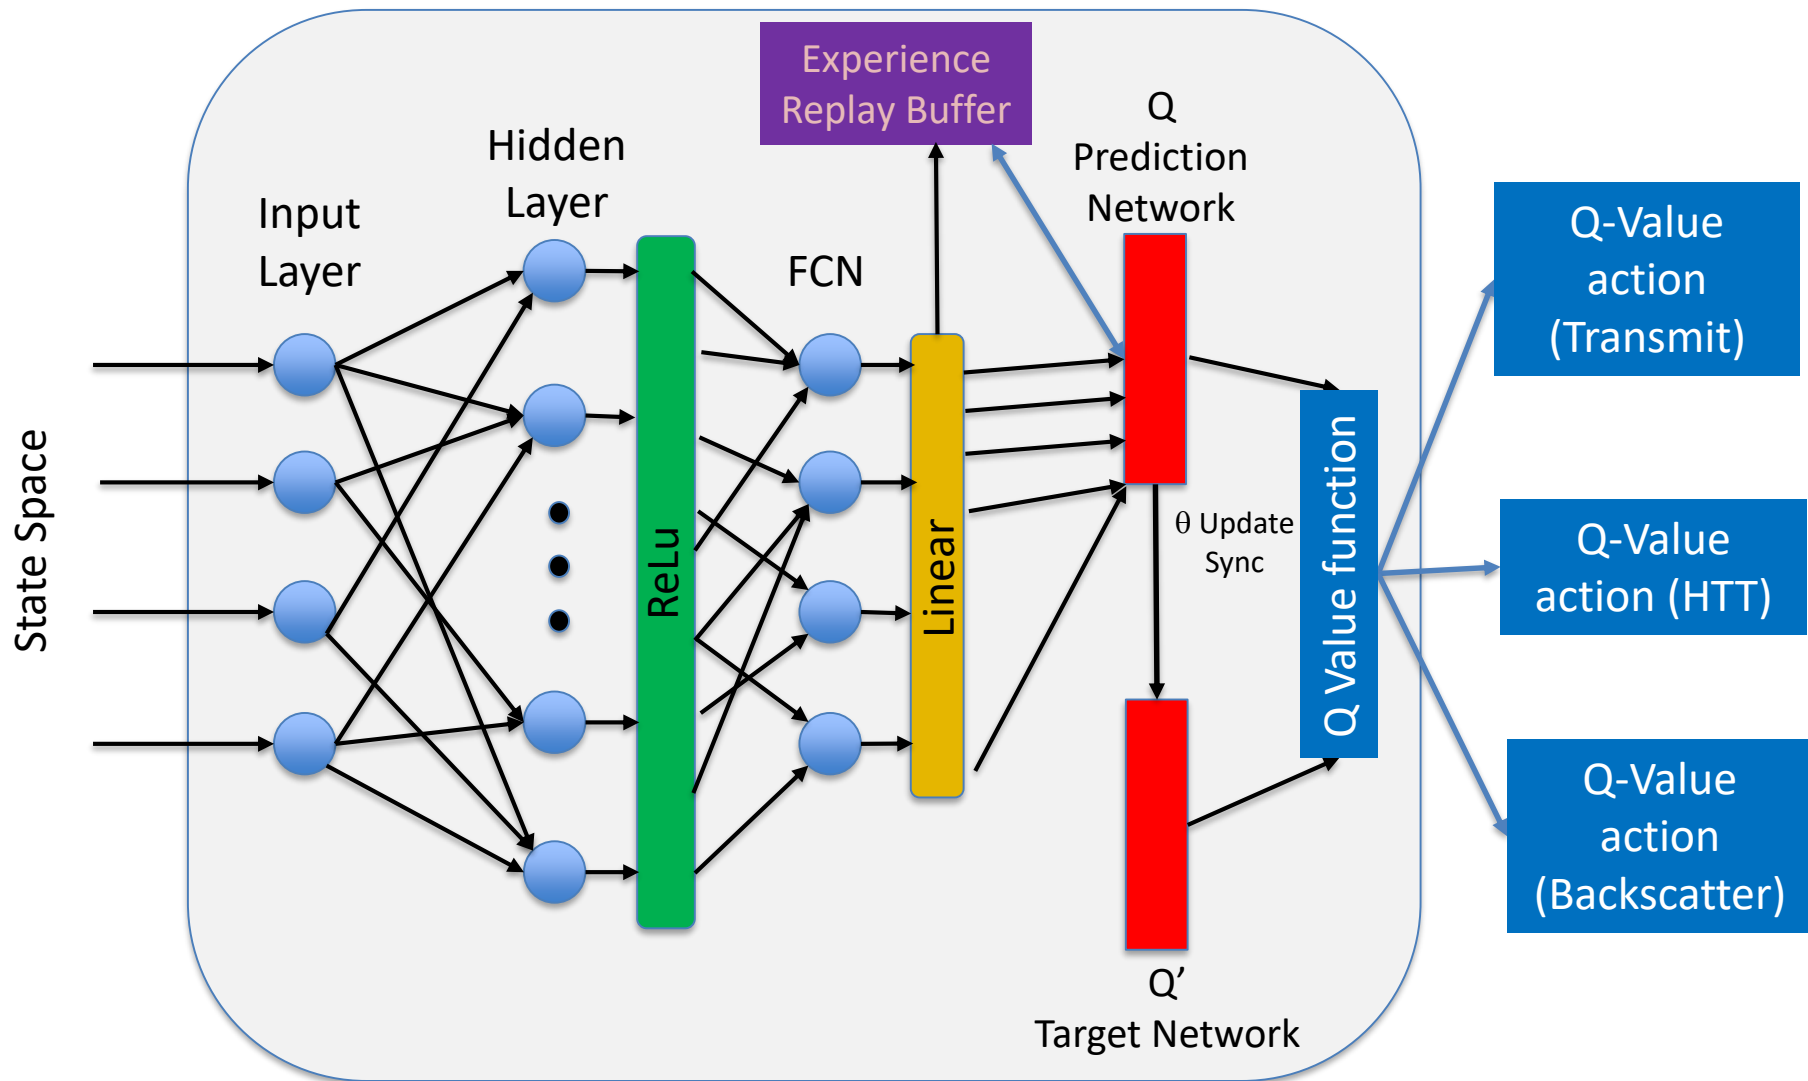 State Space
Input
Layer
Hidden
Layer
ReLu
FCN
Linear
Experience
Replay Buffer
Q
Prediction
Network
θ Update
Sync
Q’
Target Network
Q Value function
Q-Value
action
(Transmit)
Q-Value
action (HTT)
Q-Value
action
(Backscatter)